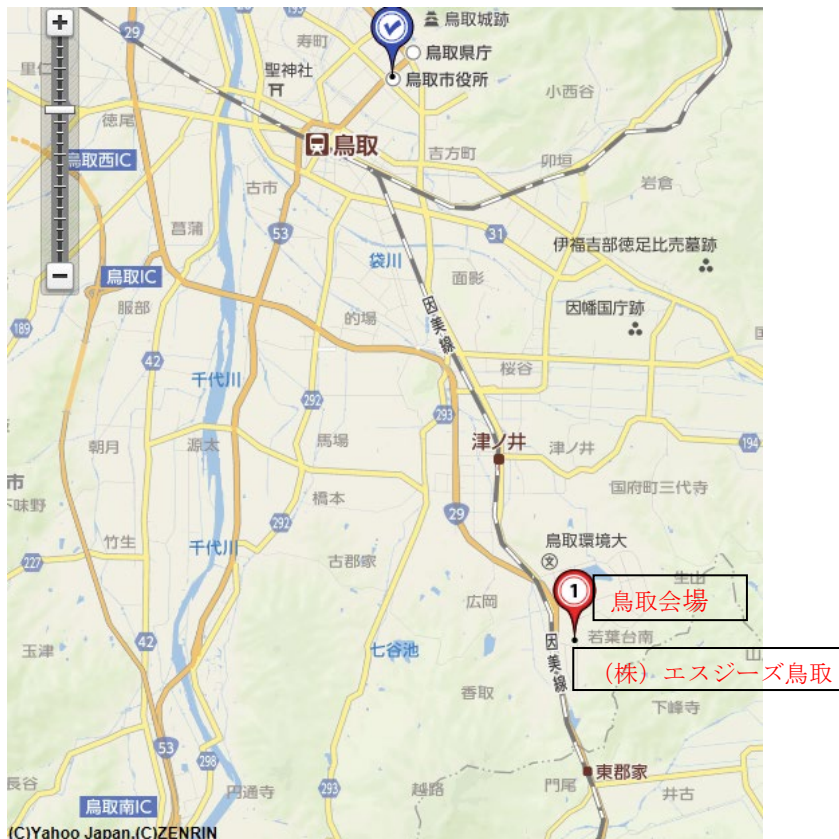 +
29
寿町
鳥取城跡
鳥取県庁
里仁
聖神社
鳥取市役所
小西谷
徳尾
鳥取
吉方町
卯垣
鳥取西IC
古市
岩倉
菖蒲
53
31
伊福吉部徳足比売墓跡
袋川
面影
鳥取IC
服部
因幡国庁跡
189
的場
因美線
42
桜谷
千代川
292
293
朝月
源太
馬場
津ノ井
津ノ井
194
市
下味野
橋本
国府町三代寺
292
29
竹生
千代川
鳥取環境大
文
227
古郡家
生山
1
鳥取会場
広岡
42
若葉台南
玉津
七谷池
因美線
山
(株) エスジーズ鳥取
香取
下峰寺
53
298
東郡家
長谷
円通寺
293
越路
門尾
井古
鳥取南IC
(C)Yahoo Japan,(C)ZENRIN